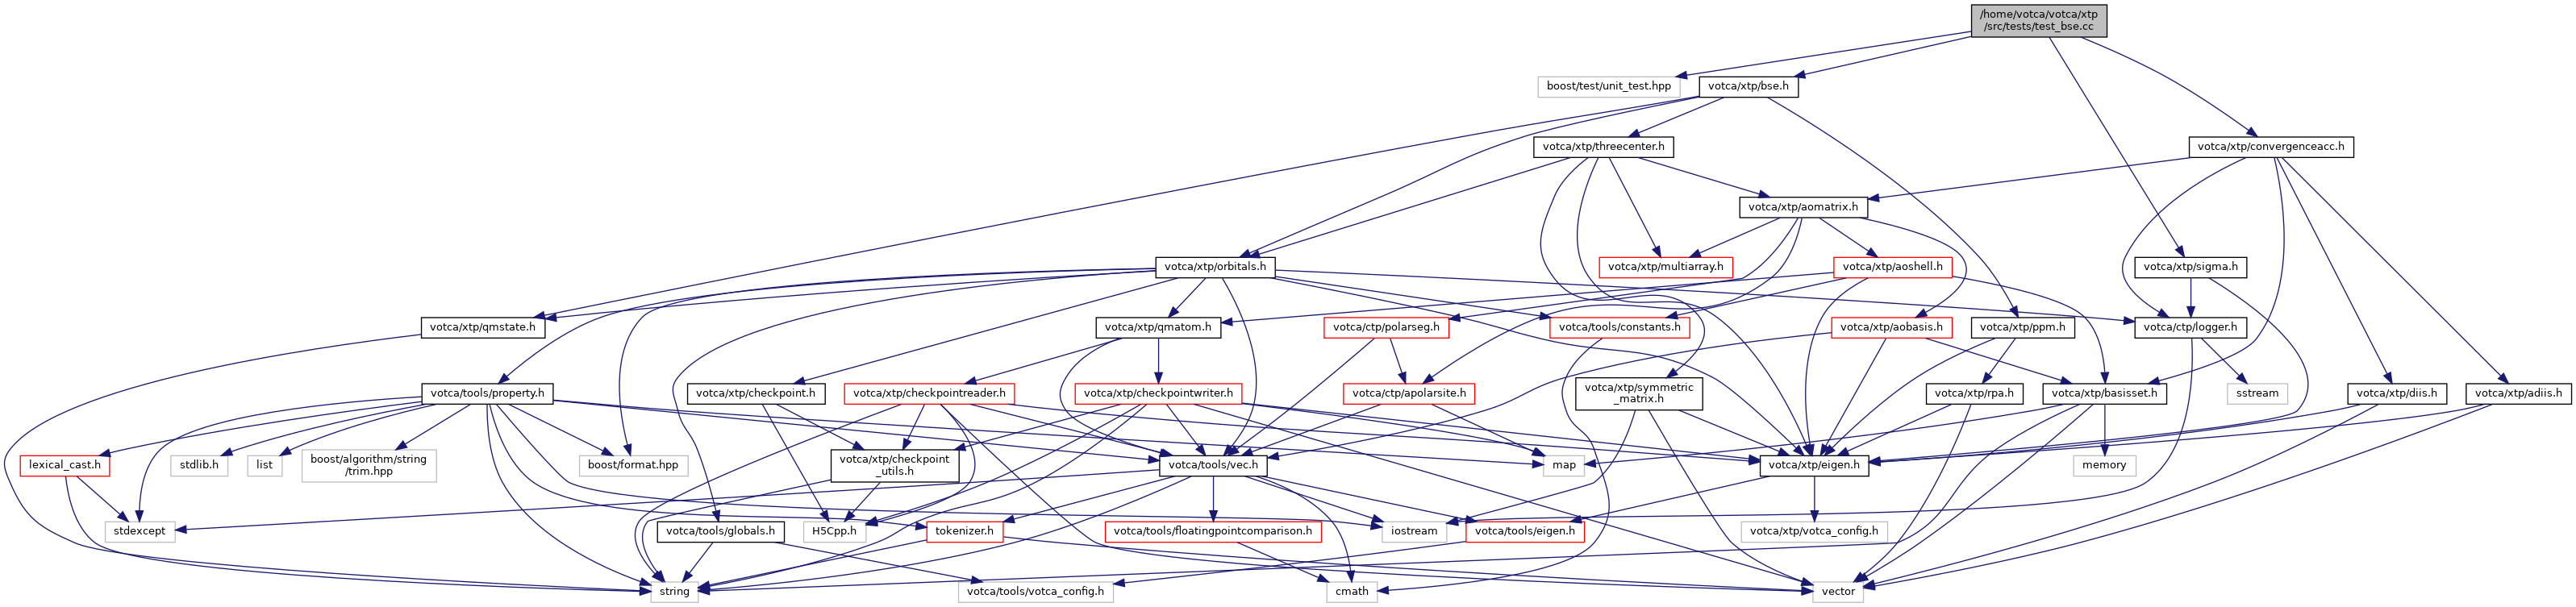 /home/votca/votca/xtp
/src/tests/test_bse.cc
boost/test/unit_test.hpp
votca/xtp/bse.h
votca/xtp/threecenter.h
votca/xtp/convergenceacc.h
votca/xtp/aomatrix.h
votca/xtp/orbitals.h
votca/xtp/multiarray.h
votca/xtp/aoshell.h
votca/xtp/sigma.h
votca/xtp/qmstate.h
votca/xtp/qmatom.h
votca/ctp/polarseg.h
votca/tools/constants.h
votca/xtp/aobasis.h
votca/xtp/ppm.h
votca/ctp/logger.h
votca/tools/property.h
votca/xtp/checkpoint.h
votca/xtp/checkpointreader.h
votca/xtp/checkpointwriter.h
votca/ctp/apolarsite.h
votca/xtp/symmetric
_matrix.h
votca/xtp/rpa.h
votca/xtp/basisset.h
sstream
votca/xtp/diis.h
votca/xtp/adiis.h
lexical_cast.h
stdlib.h
list
boost/algorithm/string
/trim.hpp
boost/format.hpp
votca/xtp/checkpoint
_utils.h
votca/tools/vec.h
map
votca/xtp/eigen.h
memory
stdexcept
votca/tools/globals.h
H5Cpp.h
tokenizer.h
votca/tools/floatingpointcomparison.h
iostream
votca/tools/eigen.h
votca/xtp/votca_config.h
string
votca/tools/votca_config.h
cmath
vector